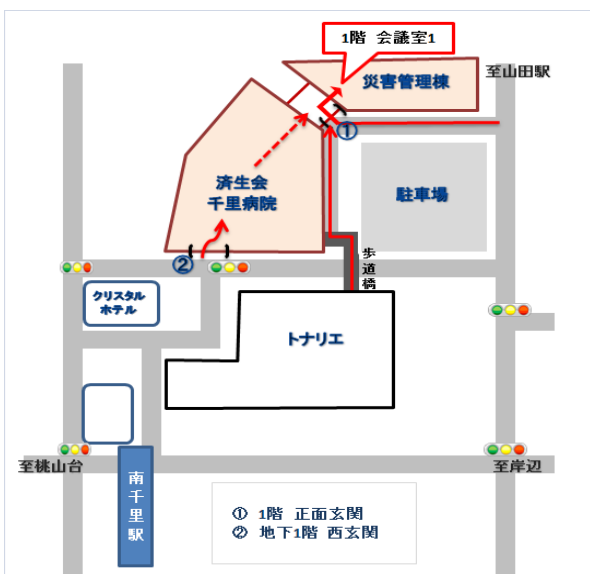 1階 会議室1
災害管理棟
至山田駅
①
済生会
千里病院
駐車場
②
歩道橋
クリスタル
ホテル
トナリエ
至桃山台
至岸辺
南千里駅
① 1階 正面玄関
② 地下1階 西玄関